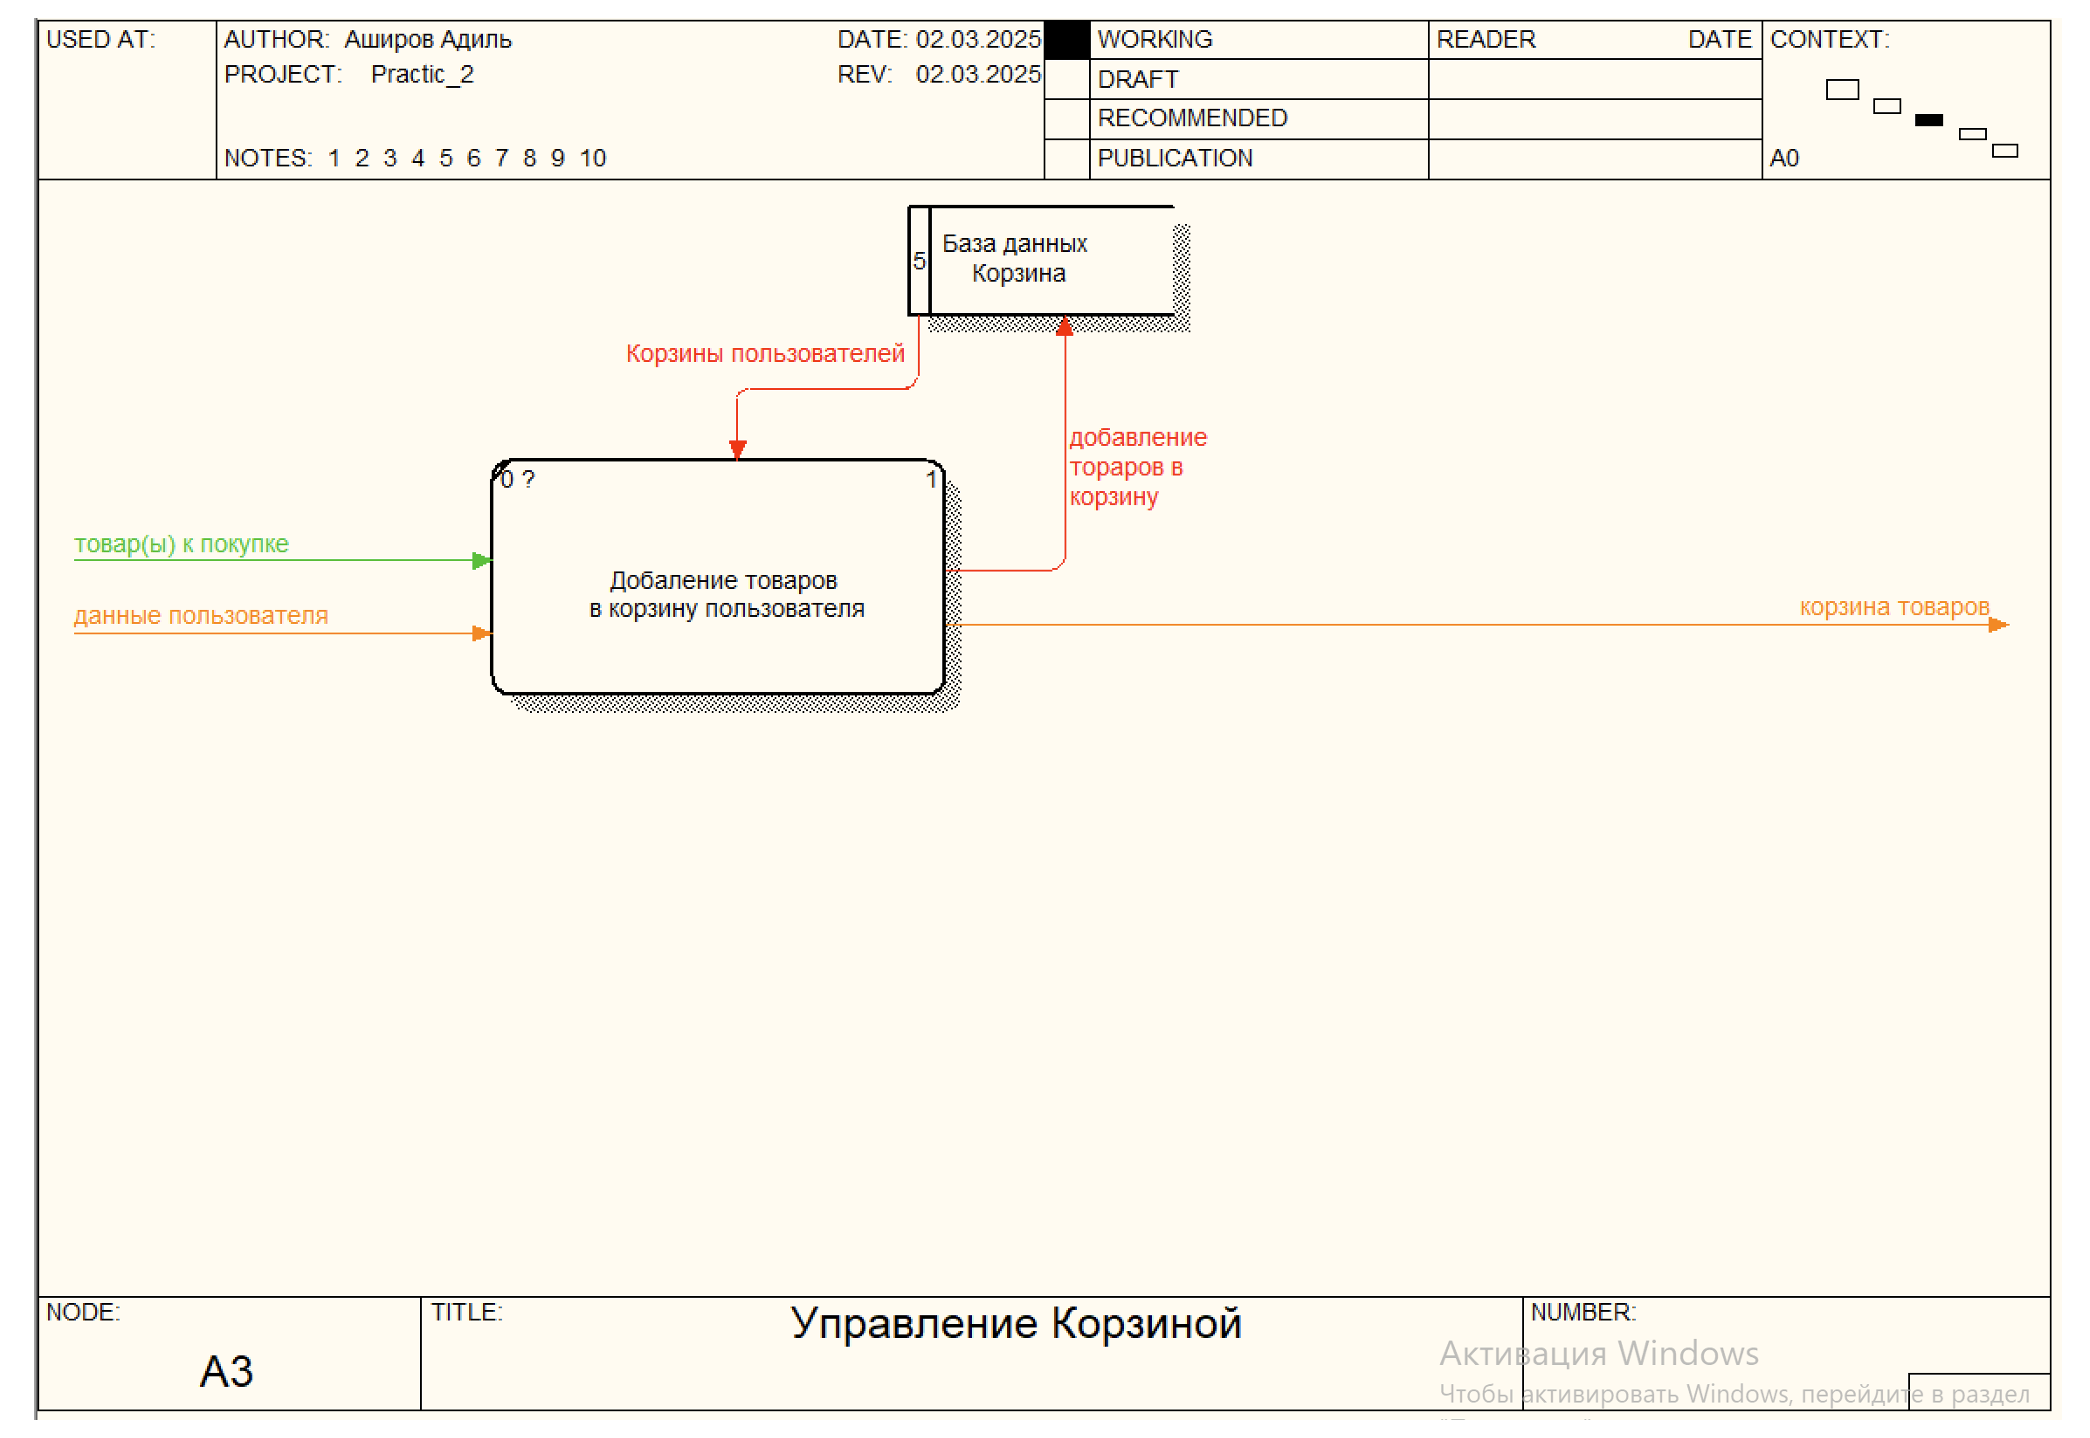 USED AT:
AUTHOR: Аширов Адиль
DATE: 02.03.2025
PROJECT: Practic_2
REV: 02.03.2025
NOTES: 1 2 3 4 5 6 7 8 9 10
WORKING
DRAFT
RECOMMENDED
PUBLICATION
READER DATE
CONTEXT:
A0
5
База данных
Корзина
Корзины пользователей
добавление
тораров в
корзину
0 ?
1
Добаление товаров
в корзину пользователя
товар(ы) к покупке
данные пользователя
корзина товаров
NODE:
A3
TITLE:
Управление Корзиной
NUMBER:
Активация Windows
Чтобы активировать Windows, перейдите в раздел